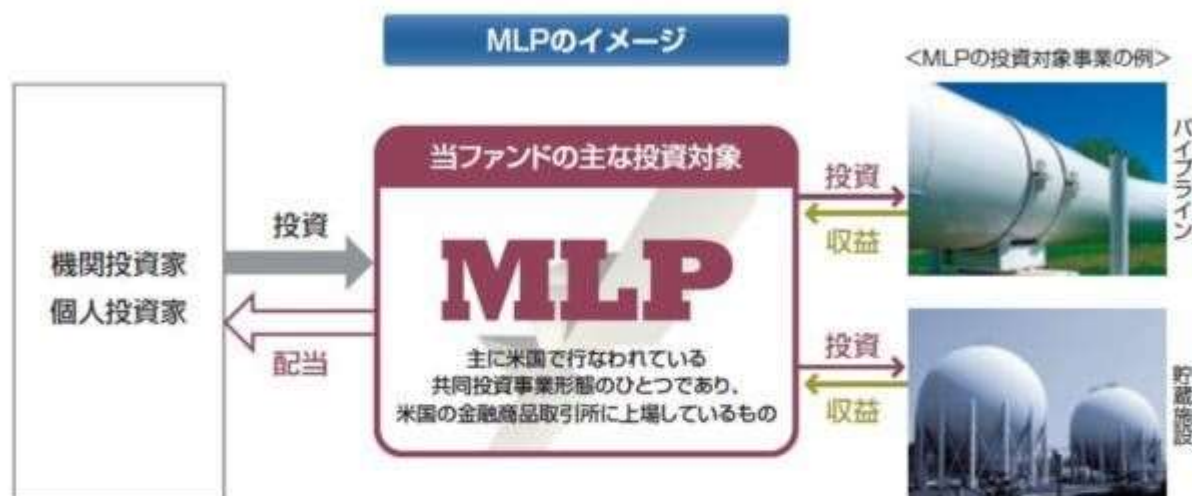 MLPのイメージ
<MLPの投資対象事業の例>
機関投資家
個人投資家
投資
配当
当ファンドの主な投資対象
MLP
主に米国で行なわれている
共同投資事業形態のひとつであり、
米国の金融商品取引所に上場しているもの
投資
収益
パイプライン
投資
収益
貯蔵施設